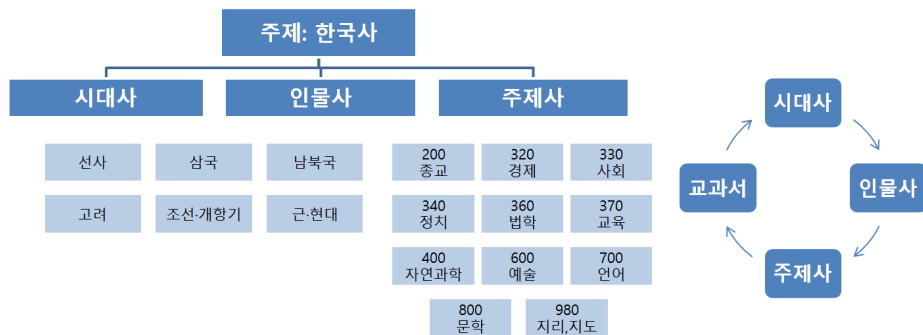 주제: 한국사
시대사
인물사
주제사
선사
삼국
남북국
고려
조선·개항기
근·현대
200
종교
320
경제
330
사회
340
정치
360
법학
370
교육
400
자연과학
600
예술
700
언어
800
문학
980
지리,지도
시대사
인물사
주제사
교과서